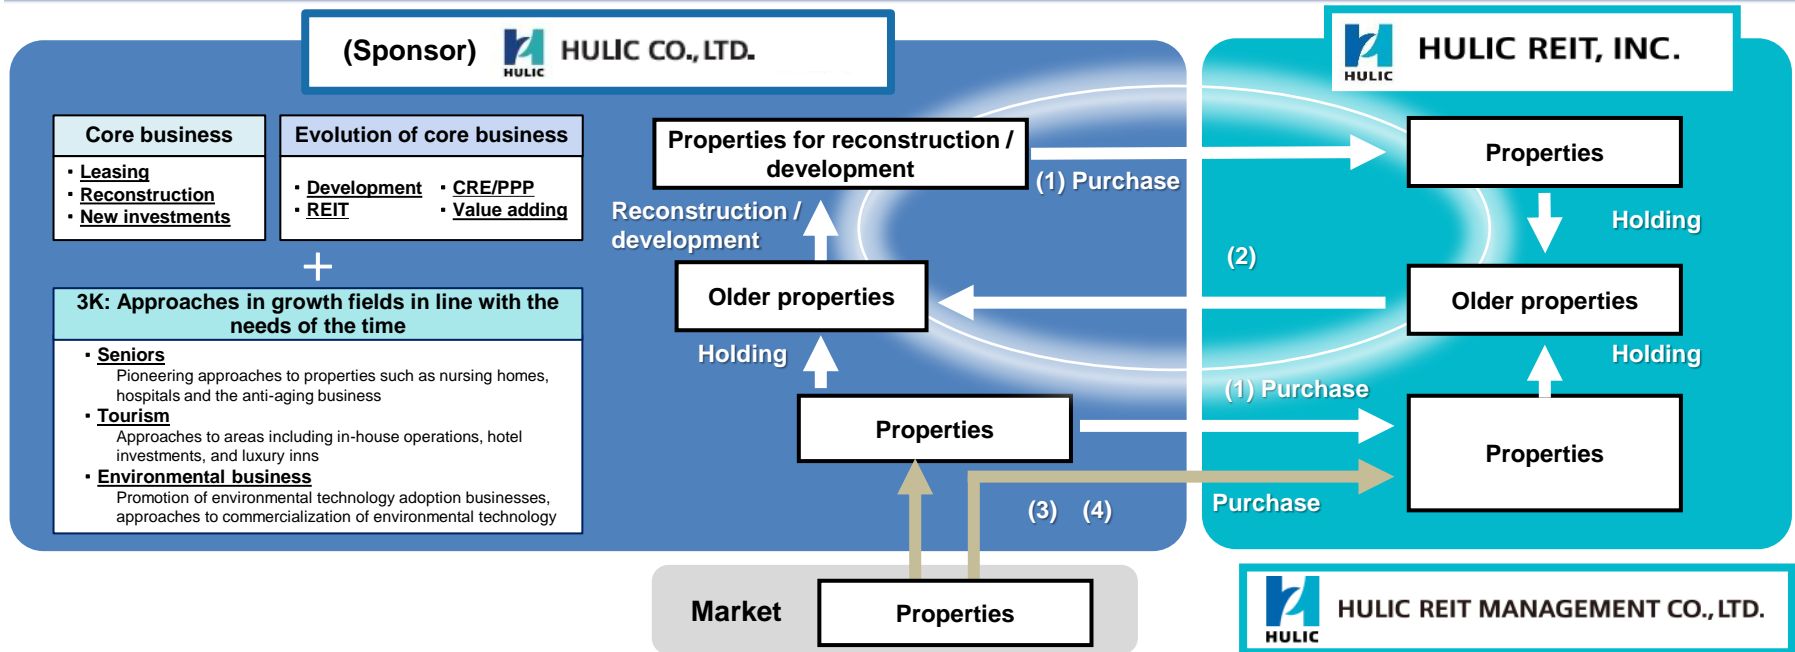 (Sponsor) HULIC HULIC CO., LTD.
HULIC HULIC REIT, INC.
Core business
・Leasing
・Reconstruction
・New investments
Evolution of core business
・Development ・CRE/PPP
・REIT ・Value adding
+
3K: Approaches in growth fields in line with the
needs of the time
・Seniors
Pioneering approaches to properties such as nursing homes,
hospitals and the anti-aging business
・Tourism
Approaches to areas including in-house operations, hotel
investments, and luxury inns
・Environmental business
Promotion of environmental technology adoption businesses,
approaches to commercialization of environmental technology
Properties for reconstruction /
development
(1) Purchase
Properties
Reconstruction /
development
Holding
(2)
Older properties
Older properties
Holding
Holding
(1) Purchase
Properties
Properties
(3) (4)
Purchase
Market
Properties
HULIC HULIC REIT MANAGEMENT CO., LTD.